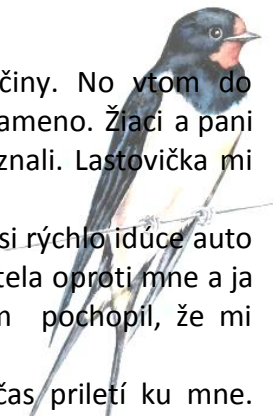 činy. No vtom do
ameno. Žiaci a pani
znali. Lastovička mi
si rýchlo idúce auto
tela oproti mne a ja
pochopil, že mi
čas priletí ku mne.